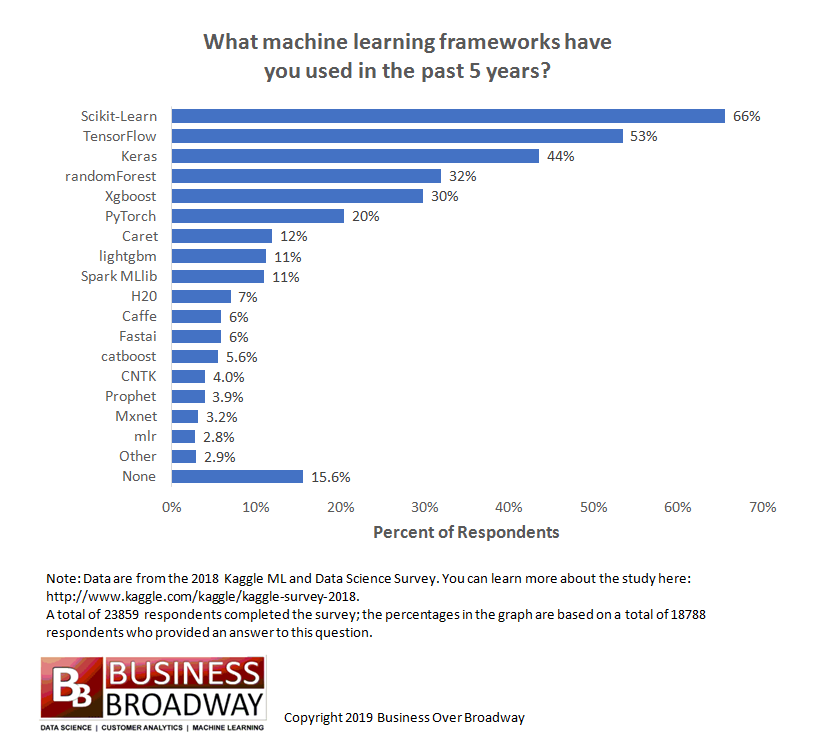 What machine learning frameworks have
you used in the past 5 years?
Scikit-Learn 66%
TensorFlow 53%
Keras 44%
randomForest 32%
Xgboost 30%
PyTorch 20%
Caret 12%
lightgbm 11%
Spark MLlib 11%
H20 7%
Caffe 6%
Fastai 6%
catboost 5.6%
CNTK 4.0%
Prophet 3.9%
Mxnet 3.2%
mlr 2.8%
Other 2.9%
None 15.6%
0% 10% 20% 30% 40% 50% 60% 70%
Percent of Respondents
Note: Data are from the 2018 Kaggle ML and Data Science Survey. You can learn more about the study here:
http://www.kaggle.com/kaggle/kaggle-survey-2018.
A total of 23859 respondents completed the survey; the percentages in the graph are based on a total of 18788
respondents who provided an answer to this question.
BB BUSINESS
BROADWAY
DATA SCIENCE | CUSTOMER ANALYTICS | MACHINE LEARNING
Copyright 2019 Business Over Broadway